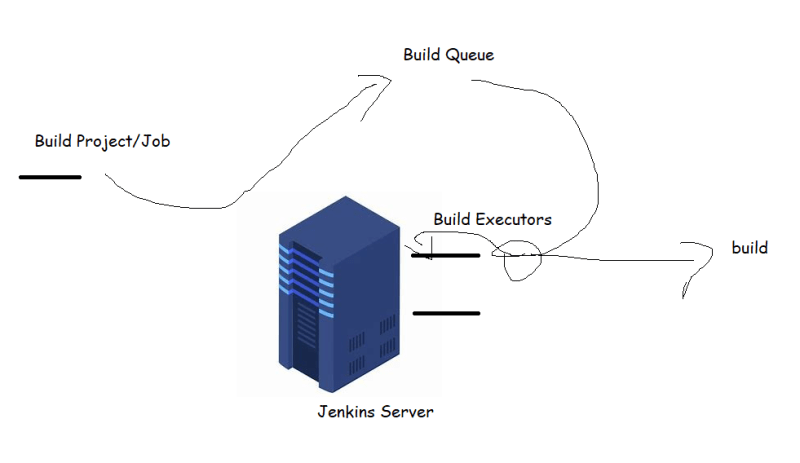 Build Queue
Build Project/Job
Build Executors
build
Jenkins Server